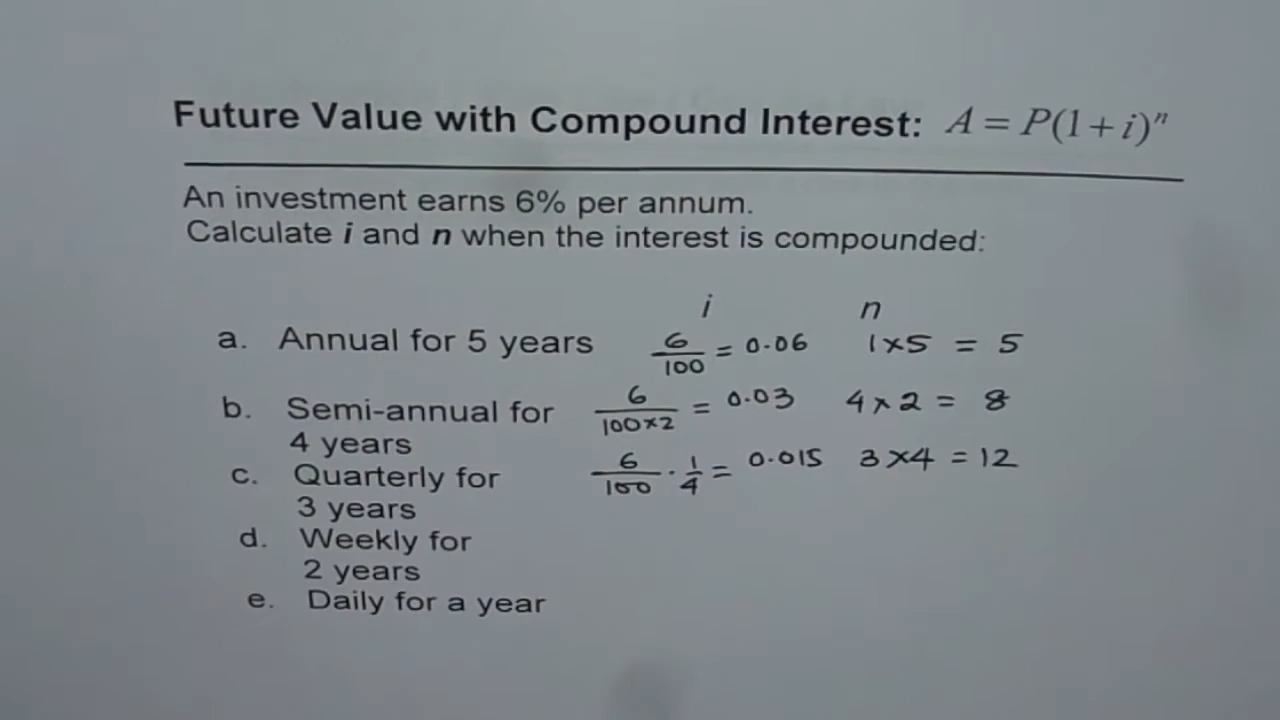 Future Value with Compound Interest: A = P(1+i)ⁿ
An investment earns 6% per annum.
Calculate i and n when the interest is compounded:
i n
a. Annual for 5 years 6/100 = 0.06 1×5 = 5
b. Semi-annual for 6/100×2 = 0.03 4×2 = 8
4 years
c. Quarterly for 6/100 · 1/4 = 0.015 3×4 = 12
3 years
d. Weekly for
2 years
e. Daily for a year